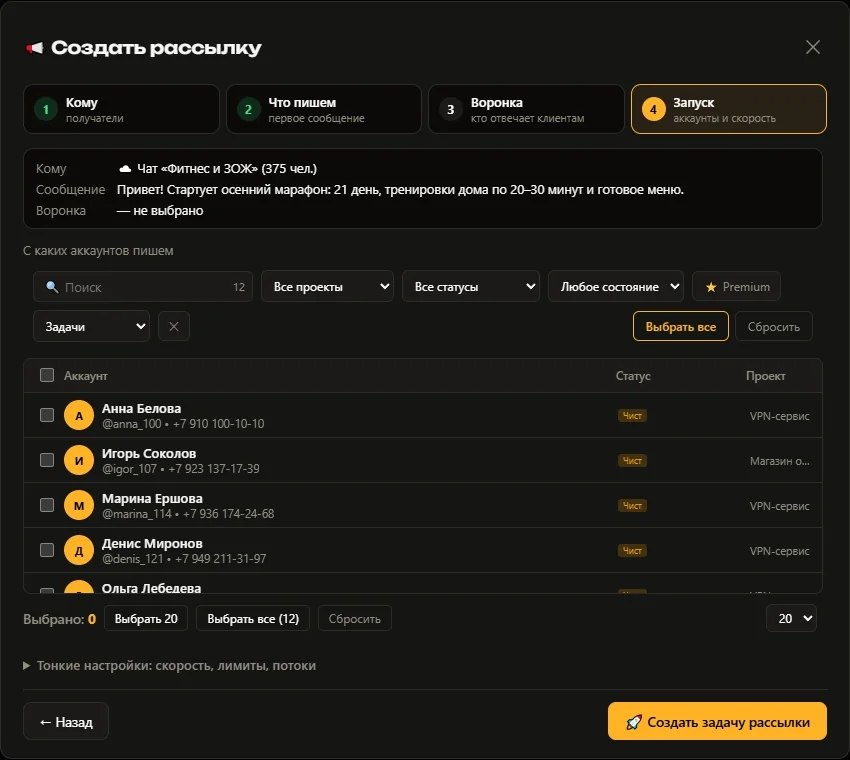 Создать рассылку
1 Кому
получатели
2 Что пишем
первое сообщение
3 Воронка
кто отвечает клиентам
4 Запуск
аккаунты и скорость
Кому Чат «Фитнес и ЗОЖ» (375 чел.)
Сообщение Привет! Стартует осенний марафон: 21 день, тренировки дома по 20–30 минут и готовое меню.
Воронка — не выбрано
С каких аккаунтов пишем
Поиск 12 Все проекты Все статусы Любое состояние Premium
Задачи Выбрать все Сбросить
Аккаунт Статус Проект
А Анна Белова Чист VPN-сервис
@anna_100 • +7 910 100-10-10
И Игорь Соколов Чист Магазин о...
@igor_107 • +7 923 137-17-39
М Марина Ершова Чист VPN-сервис
@marina_114 • +7 936 174-24-68
Д Денис Миронов Чист VPN-сервис
@denis_121 • +7 949 211-31-97
Ольга Лебедева
Выбрано: 0 Выбрать 20 Выбрать все (12) Сбросить 20
Тонкие настройки: скорость, лимиты, потоки
← Назад Создать задачу рассылки